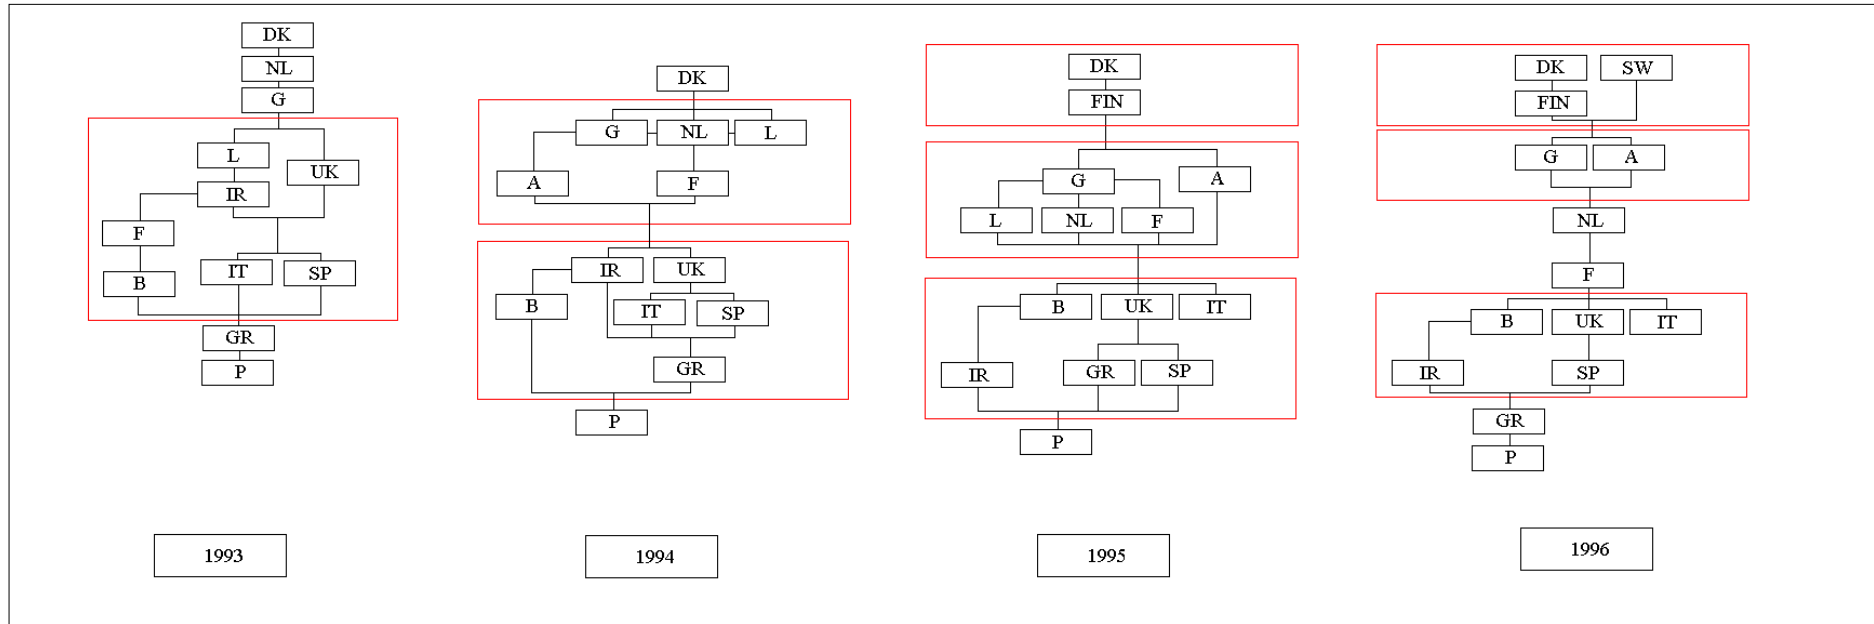 DK
NL
G
L
UK
IR
F
IT
SP
B
GR
P
1993
DK
G
NL
L
A
F
IR
UK
B
IT
SP
GR
P
1994
DK
FIN
G
A
L
NL
F
B
UK
IT
IR
GR
SP
P
1995
DK
SW
FIN
G
A
NL
F
B
UK
IT
IR
SP
GR
P
1996